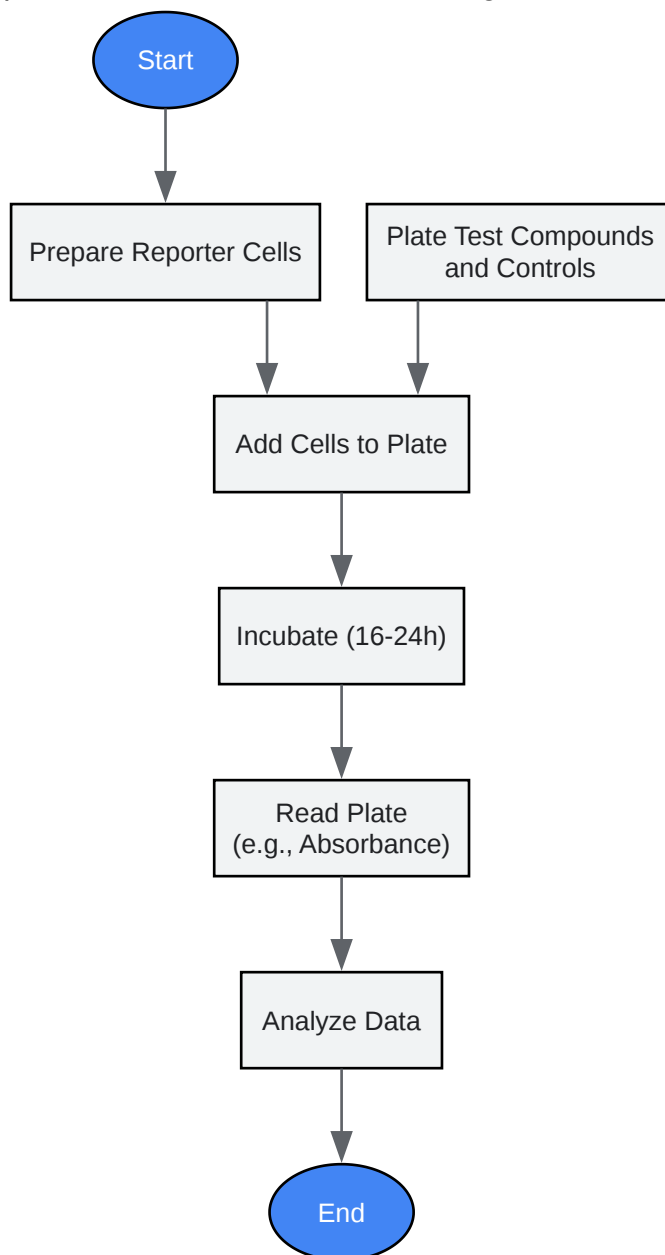 Start
Prepare Reporter Cells
Plate Test Compounds
and Controls
Add Cells to Plate
Incubate (16-24h)
Read Plate
(e.g., Absorbance)
Analyze Data
End